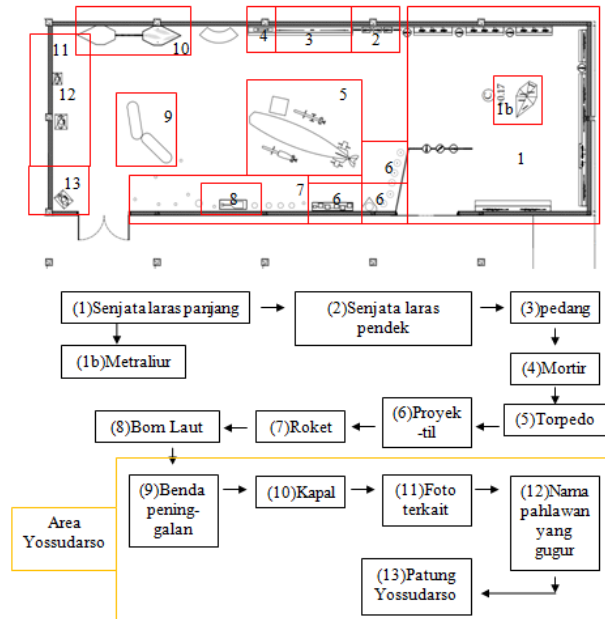 11
10
4
3
2
12
5
9
1b
0.17
1
6
13
7
8
6
6
(1)Senjata laras panjang
(2)Senjata laras
pendek
(3)pedang
(1b)Metraliur
(4)Mortir
(5)Torpedo
(6)Proyek
-til
(7)Roket
(8)Bom Laut
Area
Yossudarso
(9)Benda
pening-
galan
(10)Kapal
(11)Foto
terkait
(12)Nama
pahlawan
yang
gugur
(13)Patung
Yossudarso